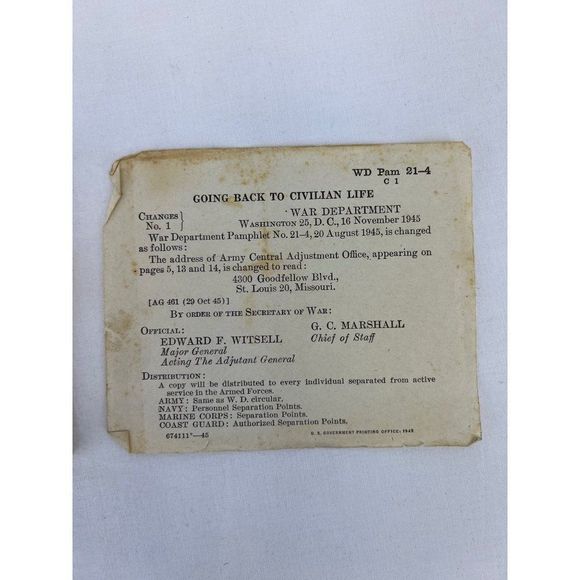 WD Pam 21–4
C 1
GOING BACK TO CIVILIAN LIFE
CHANGES
No. 1
WAR DEPARTMENT
WASHINGTON 25, D. C., 16 November 1945
War Department Pamphlet No. 21–4, 20 August 1945, is changed
as follows:
The address of Army Central Adjustment Office, appearing on
pages 5, 13 and 14, is changed to read:
4300 Goodfellow Blvd.,
St. Louis 20, Missouri.
[AG 461 (29 Oct 45)]
BY ORDER OF THE SECRETARY OF WAR:
OFFICIAL:
EDWARD F. WITSELL
Major General
Acting The Adjutant General
G. C. MARSHALL
Chief of Staff
DISTRIBUTION:
A copy will be distributed to every individual separated from active
service in the Armed Forces.
ARMY: Same as W. D. circular.
NAVY: Personnel Separation Points.
MARINE CORPS: Separation Points.
COAST GUARD: Authorized Separation Points.
674111°—45
U. S. GOVERNMENT PRINTING OFFICE: 1945